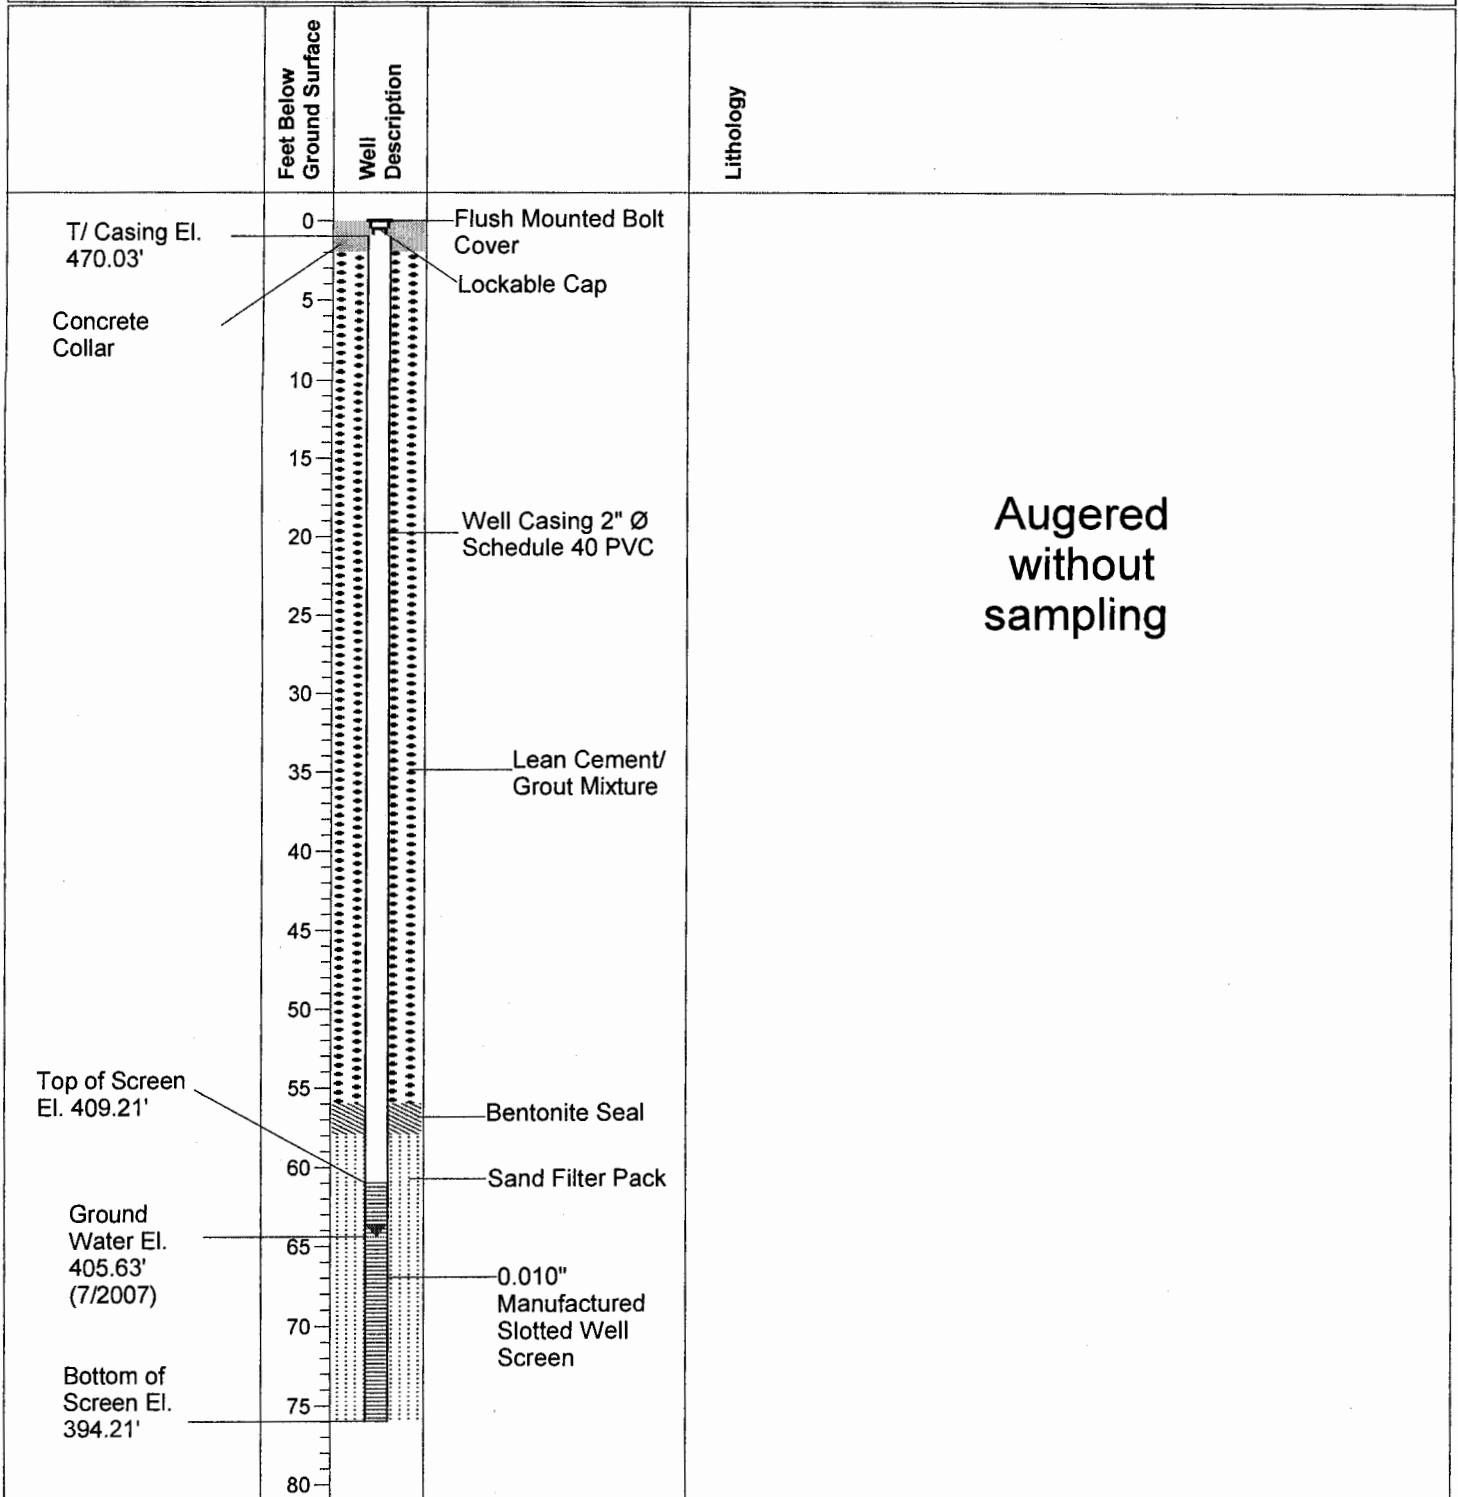 Feet Below
Ground Surface
Well
Description
Lithology
T/ Casing El.
470.03'
Concrete
Collar
0
5
10
15
20
25
30
35
40
45
50
55
60
65
70
75
80
Flush Mounted Bolt
Cover
Lockable Cap
Well Casing 2" Ø
Schedule 40 PVC
Lean Cement/
Grout Mixture
Augered
without
sampling
Top of Screen
El. 409.21'
Bentonite Seal
Sand Filter Pack
Ground
Water El.
405.63'
(7/2007)
0.010"
Manufactured
Slotted Well
Screen
Bottom of
Screen El.
394.21'